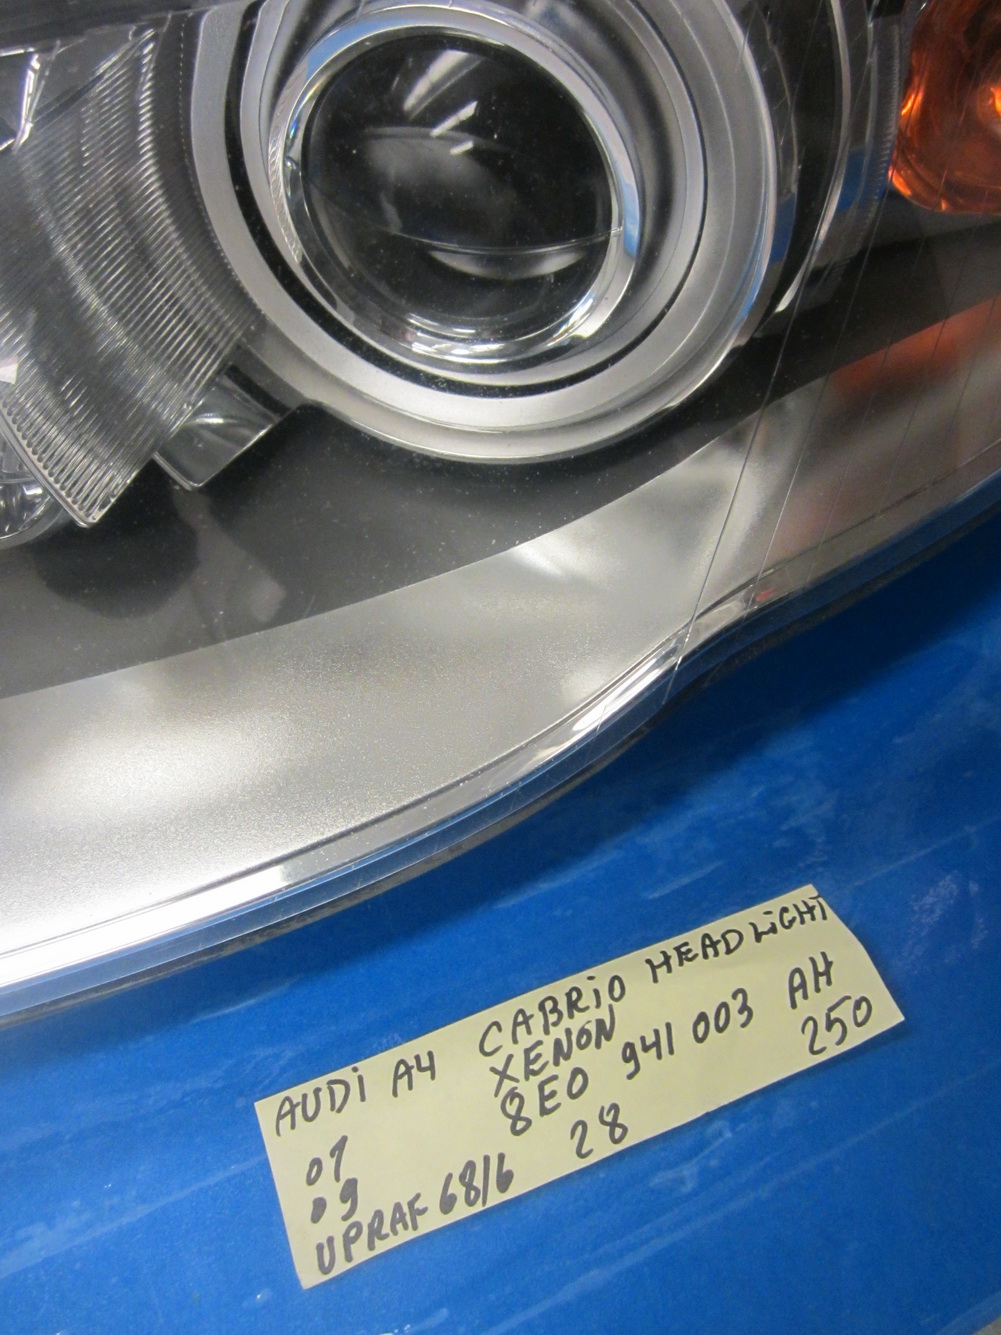 AUDi A4 CABRiO HEADLiGHT
XENON
07 8E0 941 003 AH
09 28 250
UPRAF 68/6